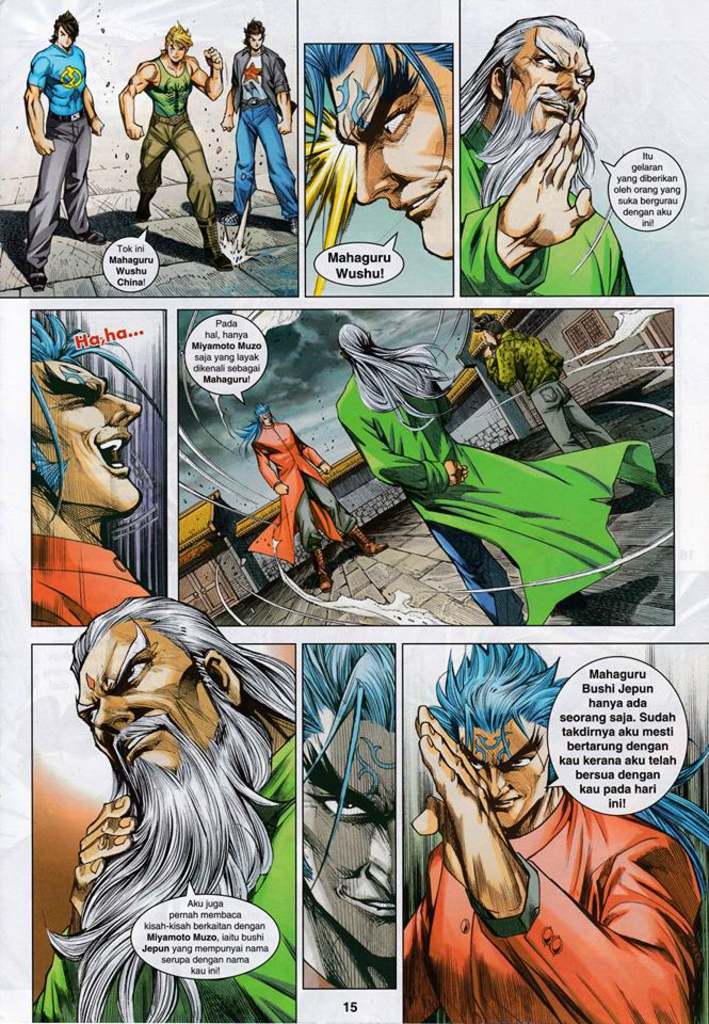 Tok ini
Mahaguru
Wushu
China!
Mahaguru
Wushu!
Itu
gelaran
yang diberikan
oleh orang yang
suka berurusan
dengan aku
ini!
Ha,ha...
Pada
hal, hanya
Miyamoto Muzo
saja yang layak
dikenali sebagai
Mahaguru!
Aku juga
pernah membaca
kisah-kisah berkaitan dengan
Miyamoto Muzo, iaitu bushi
Jepun yang mempunyai nama
serupa dengan nama
kau ini!
Mahaguru
Bushi Jepun
hanya ada
seorang saja. Sudah
takdirnya aku mesti
bertarung dengan
kau kerana aku telah
bersua dengan
kau pada hari
ini!
15